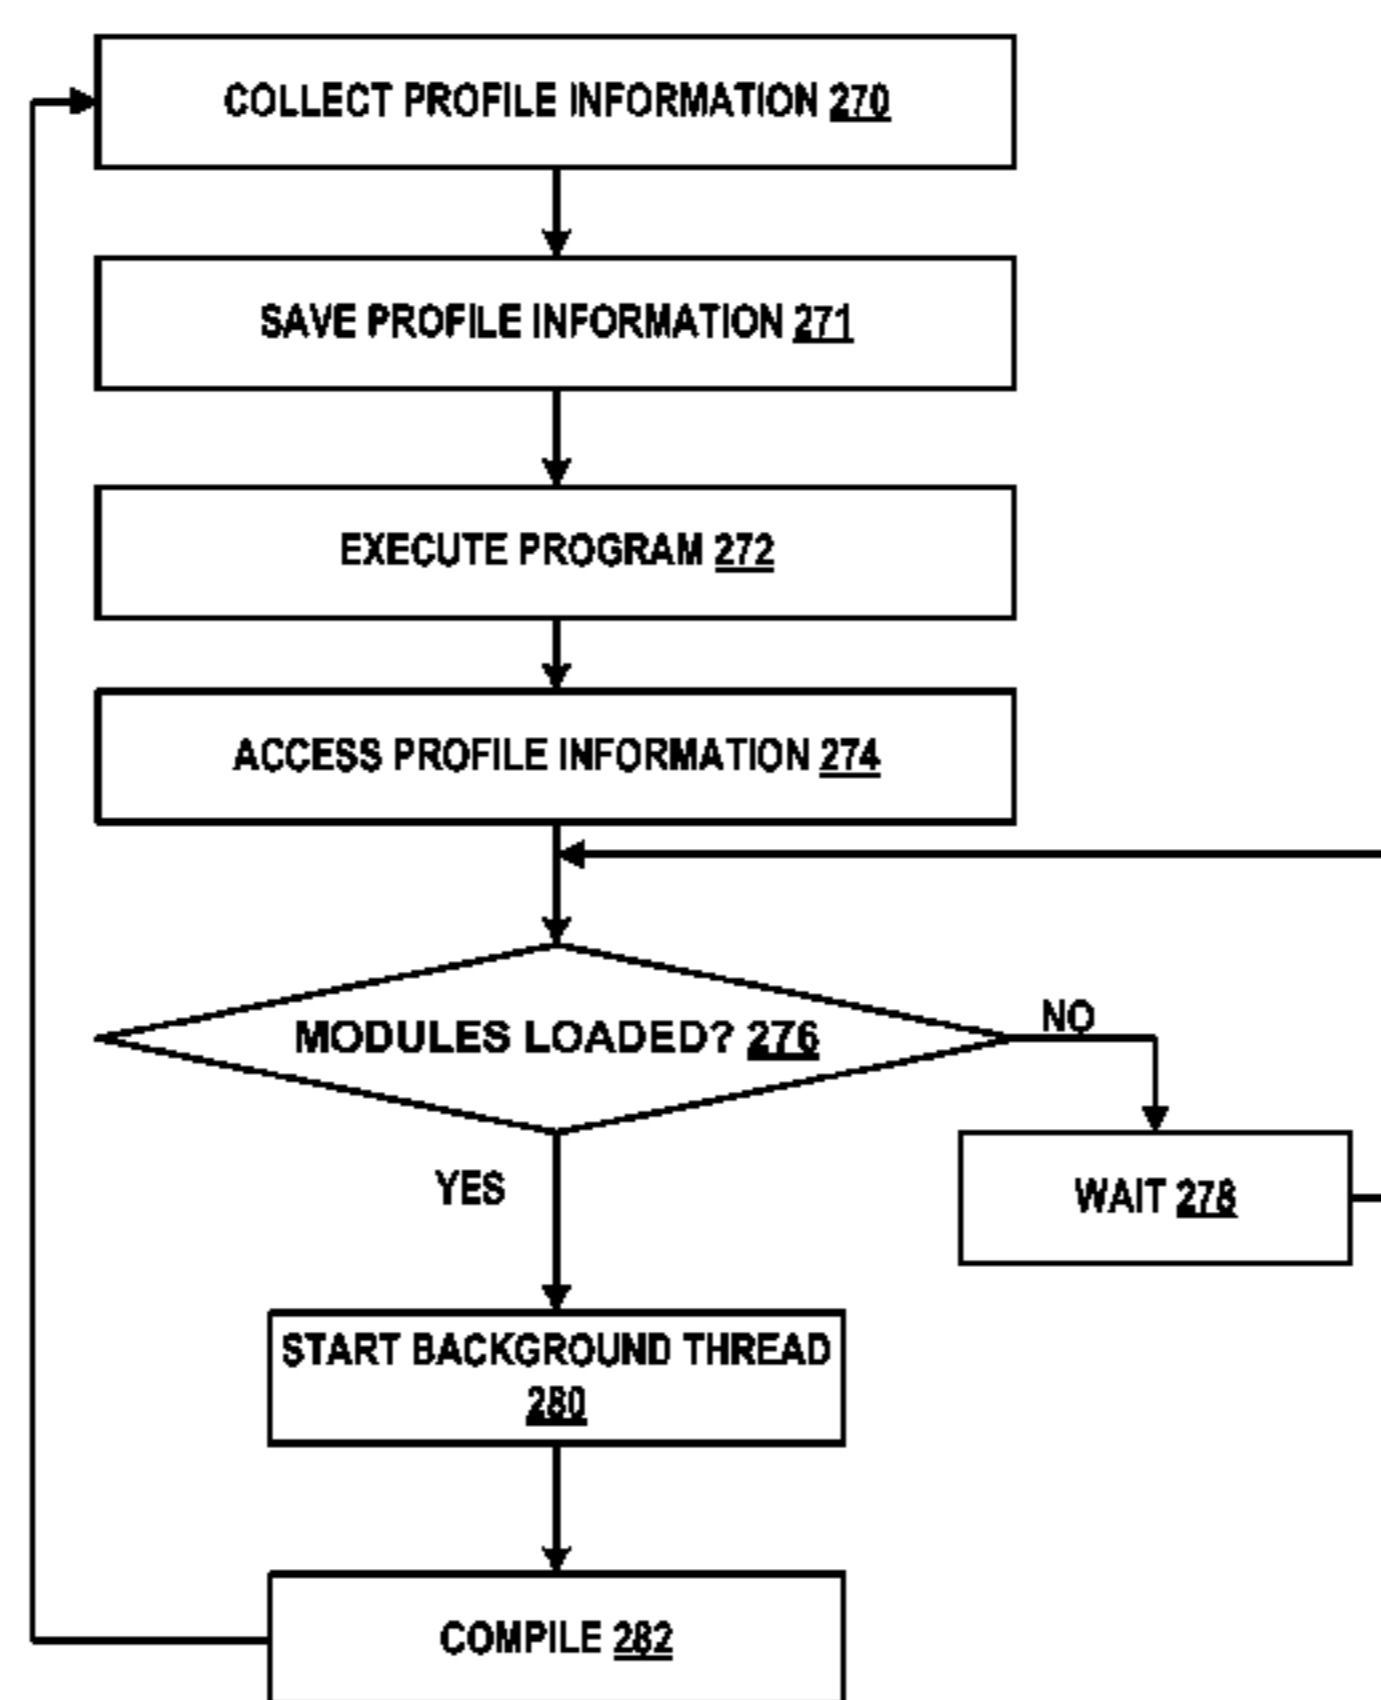 COLLECT PROFILE INFORMATION 270
SAVE PROFILE INFORMATION 271
EXECUTE PROGRAM 272
ACCESS PROFILE INFORMATION 274
MODULES LOADED? 276
NO
YES
WAIT 278
START BACKGROUND THREAD
280
COMPILE 282